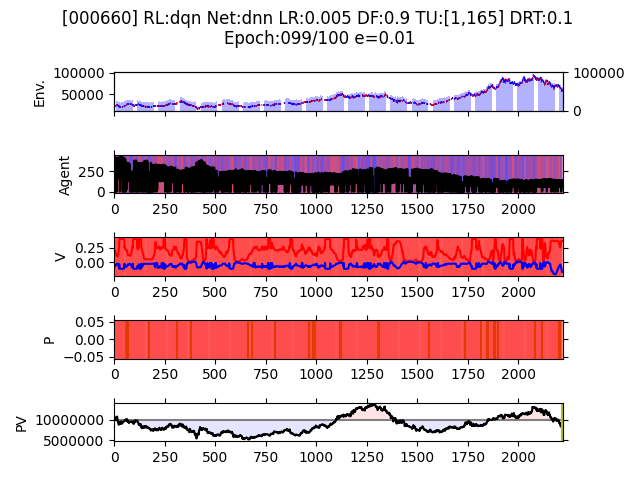 [000660] RL:dqn Net:dnn LR:0.005 DF:0.9 TU:[1,165] DRT:0.1
Epoch:099/100 e=0.01
100000
50000
Env.
100000
0
250
0
Agent
0 250 500 750 1000 1250 1500 1750 2000
0.25
0.00
V
0 250 500 750 1000 1250 1500 1750 2000
0.05
0.00
−0.05
P
0 250 500 750 1000 1250 1500 1750 2000
10000000
5000000
PV
0 250 500 750 1000 1250 1500 1750 2000